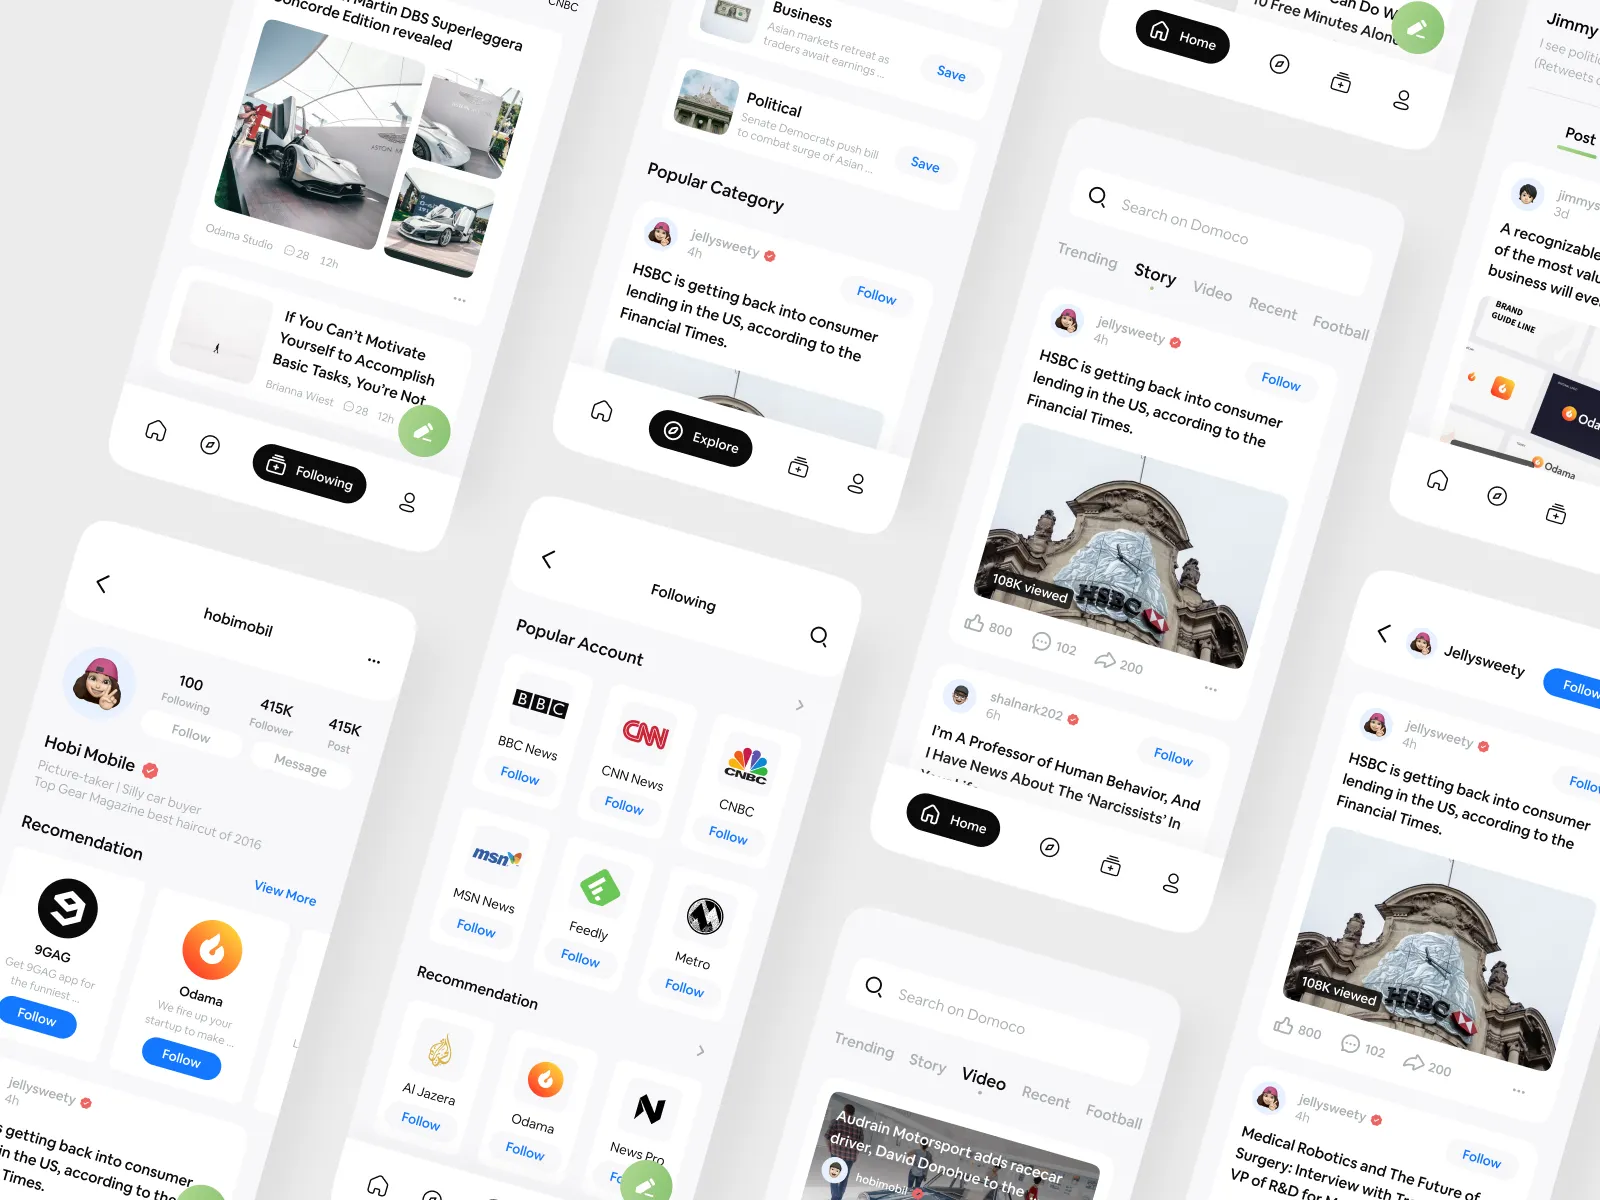 Martin DBS Superleggera
Concorde Edition revealed
CNBC
ASTON
Odama Studio 28 12h
If You Can't Motivate
Yourself to Accomplish
Basic Tasks, You're Not
Brianna Wiest 28 12h
Following
Business
Asian markets retreat as
traders await earnings ...
Save
Political
Senate Democrats push bill
to combat surge of Asian ...
Save
Popular Category
jellysweety
4h
Follow
HSBC is getting back into consumer
lending in the US, according to the
Financial Times.
Explore
Can Do
10 Free Minutes Alone
Home
Search on Domoco
Trending Story Video Recent Football
jellysweety
4h
Follow
HSBC is getting back into consumer
lending in the US, according to the
Financial Times.
108K viewed
HSBC
800 102 200
shalnark202
6h
Follow
I'm A Professor of Human Behavior, And
I Have News About The 'Narcissists' In
Home
Jimmy
I see
(Retweets
Post
3d
A recognizable
of the most
business will
BRAND
GUIDE LINE
Odama
hobimobil
100
Following
415K
Follower
415K
Post
Follow
Message
Hobi Mobile
Picture-taker | Silly car buyer
Top Gear Magazine best haircut of 2016
Recomendation
View More
9GAG
Get 9GAG app for
the funniest ...
Follow
Odama
We fire up your
startup to make ...
Follow
jellysweety
4h
getting back into consumer
in the US, according to the
Times.
Following
Popular Account
BBC
BBC News
Follow
CNN
CNN News
Follow
CNBC
CNBC
Follow
msn
MSN News
Follow
Feedly
Follow
Metro
Follow
Recommendation
Al Jazera
Follow
Odama
Follow
News Pro
Search on Domoco
Trending Story Video Recent Football
Audrain Motorsport adds racecar
driver, David Donohue to the
hobimobil
Jellysweety
Follow
jellysweety
4h
HSBC is getting back into consumer
lending in the US, according to the
Financial Times.
108K viewed
HSBC
800 102 200
jellysweety
4h
Follow
Medical Robotics and The Future of
Surgery: Interview with
VP of R&D for